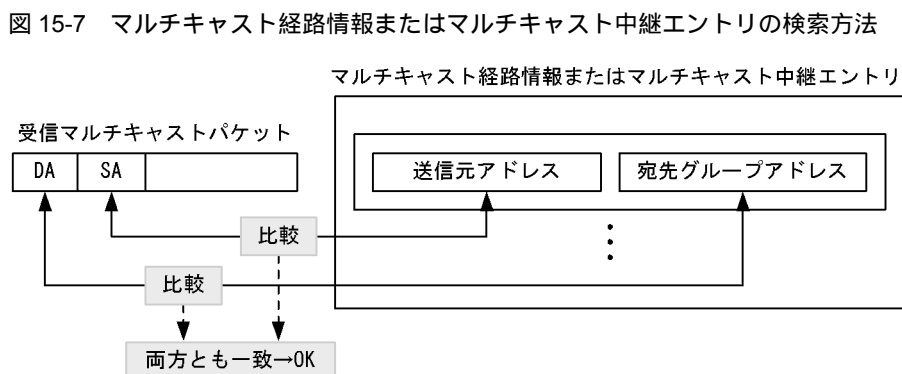 図 15-7　マルチキャスト経路情報またはマルチキャスト中継エントリの検索方法
マルチキャスト経路情報またはマルチキャスト中継エントリ
受信マルチキャストパケット
DA
SA
送信元アドレス
宛先グループアドレス
比較
比較
両方とも一致→OK